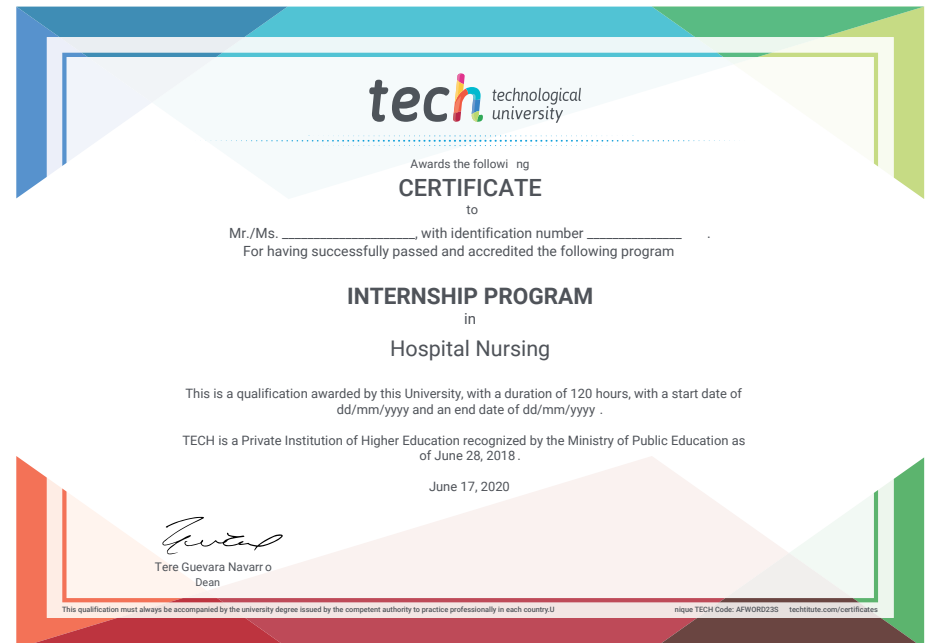 tech technological
university
Awards the followi ng
CERTIFICATE
to
Mr./Ms. ___________________, with identification number ______________ .
For having successfully passed and accredited the following program
INTERNSHIP PROGRAM
in
Hospital Nursing
This is a qualification awarded by this University, with a duration of 120 hours, with a start date of
dd/mm/yyyy and an end date of dd/mm/yyyy .
TECH is a Private Institution of Higher Education recognized by the Ministry of Public Education as
of June 28, 2018 .
June 17, 2020
Tere Guevara Navarr o
Dean
This qualification must always be accompanied by the university degree issued by the competent authority to practice professionally in each country.U nique TECH Code: AFWORD23S techtitute.com/certificates